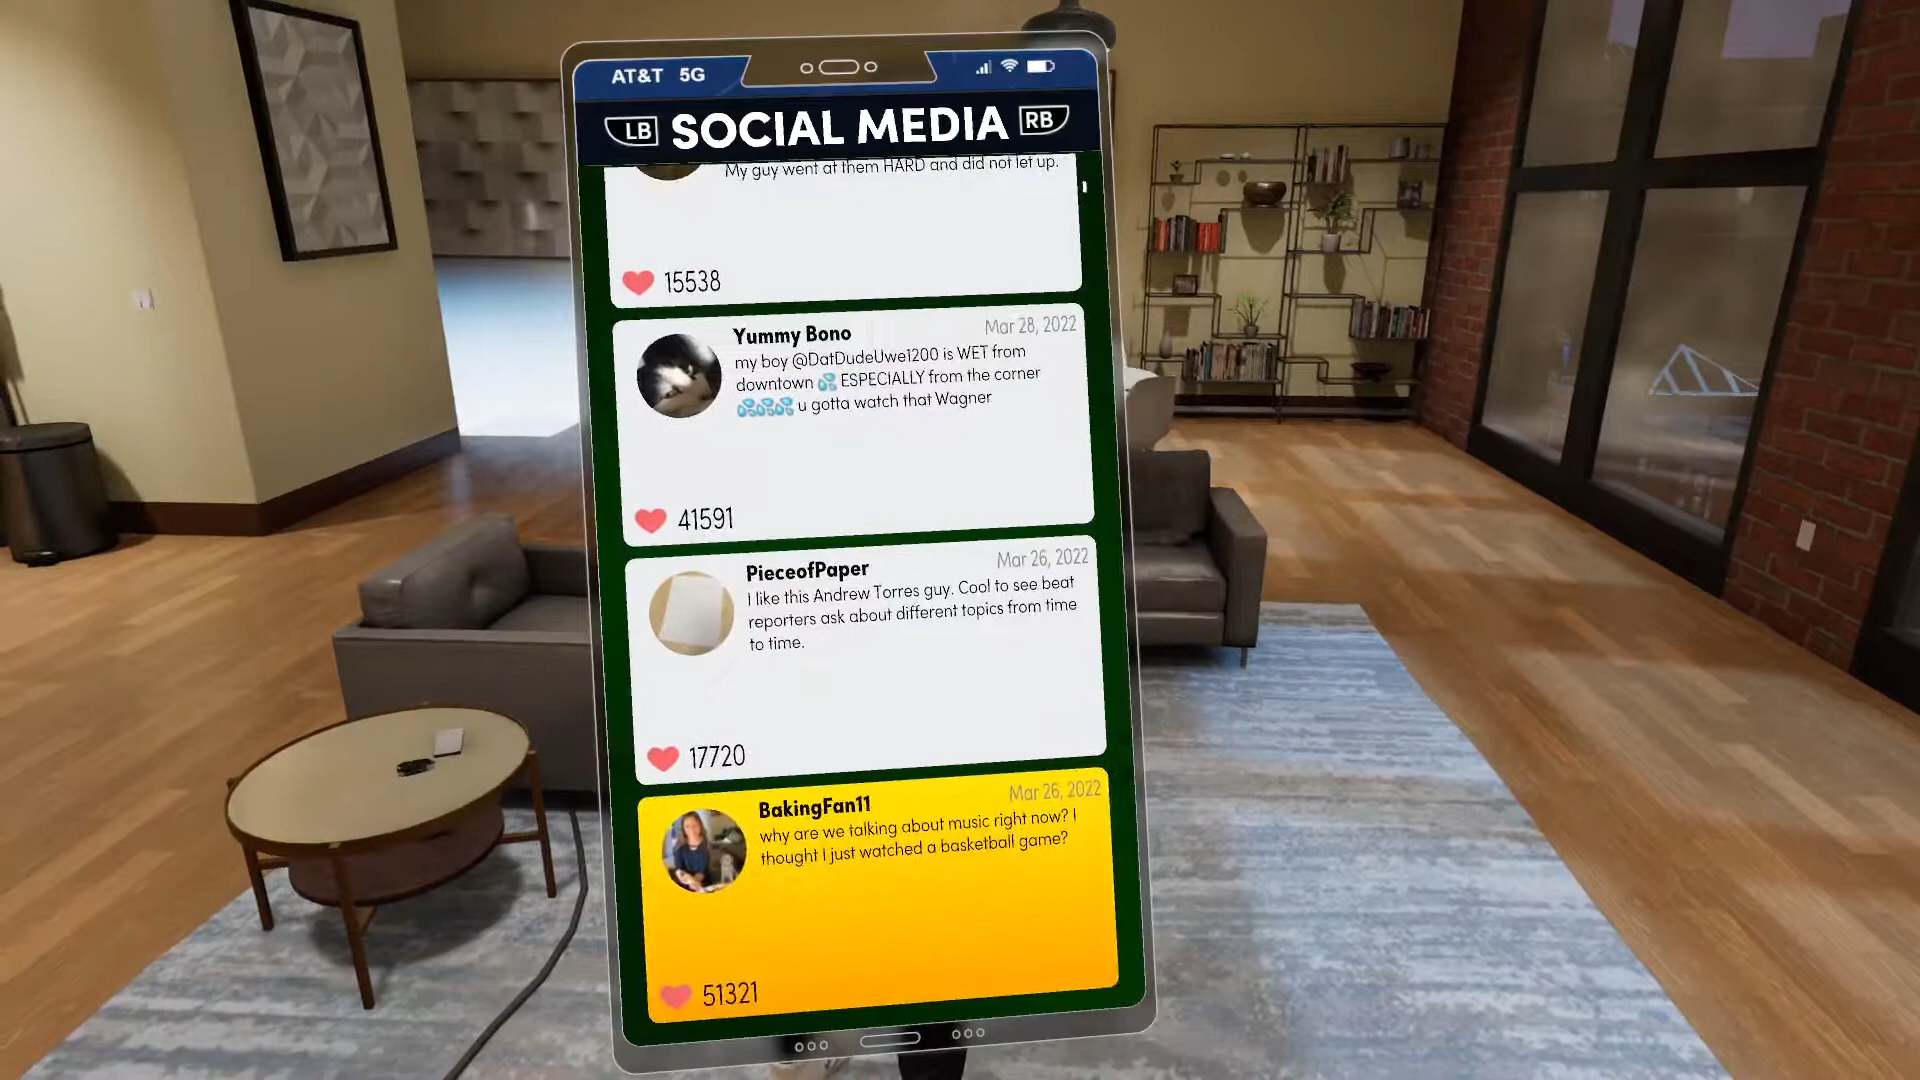 AT&T 5G
LB SOCIAL MEDIA RB
My guy went at them HARD and did not let up.
15538
Yummy Bono
Mar 28, 2022
my boy @DatDudeUwe1200 is WET from
downtown 💦 ESPECIALLY from the corner
💦💦💦 u gotta watch that Wagner
41591
PieceofPaper
Mar 26, 2022
I like this Andrew Torres guy. Cool to see beat
reporters ask about different topics from time
to time.
17720
BakingFan11
Mar 26, 2022
why are we talking about music right now? I
thought I just watched a basketball game?
51321